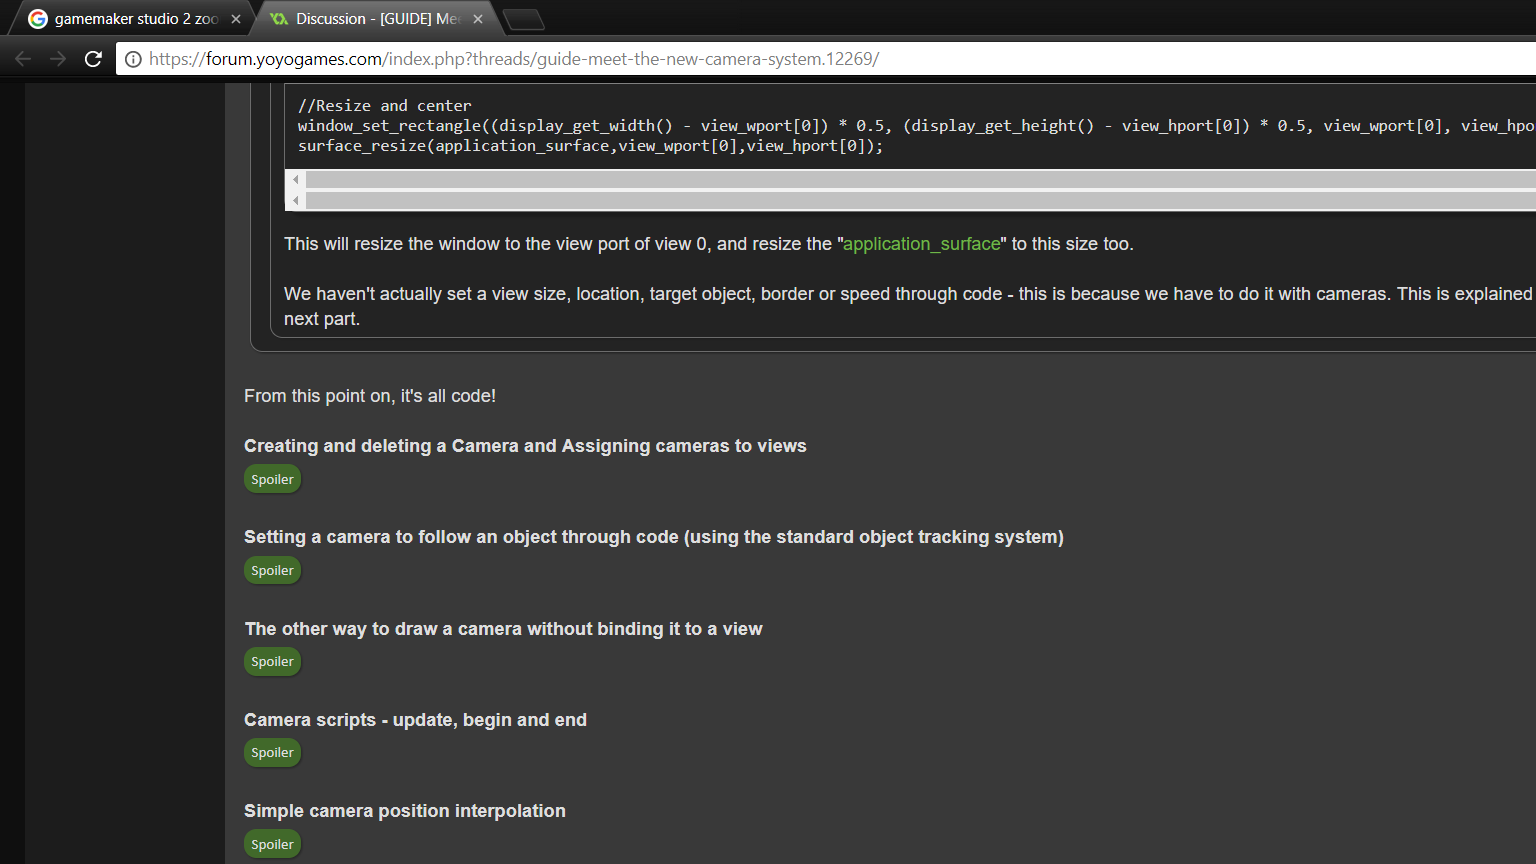 gamemaker studio 2 zoo
Discussion - [GUIDE] Mee
https://forum.yoyogames.com/index.php?threads/guide-meet-the-new-camera-system.12269/
//Resize and center
window_set_rectangle((display_get_width() - view_wport[0]) * 0.5, (display_get_height() - view_hport[0]) * 0.5, view_wport[0], view_hpo
surface_resize(application_surface,view_wport[0],view_hport[0]);
This will resize the window to the view port of view 0, and resize the "application_surface" to this size too.
We haven't actually set a view size, location, target object, border or speed through code - this is because we have to do it with cameras. This is explained
next part.
From this point on, it's all code!
Creating and deleting a Camera and Assigning cameras to views
Spoiler
Setting a camera to follow an object through code (using the standard object tracking system)
Spoiler
The other way to draw a camera without binding it to a view
Spoiler
Camera scripts - update, begin and end
Spoiler
Simple camera position interpolation
Spoiler